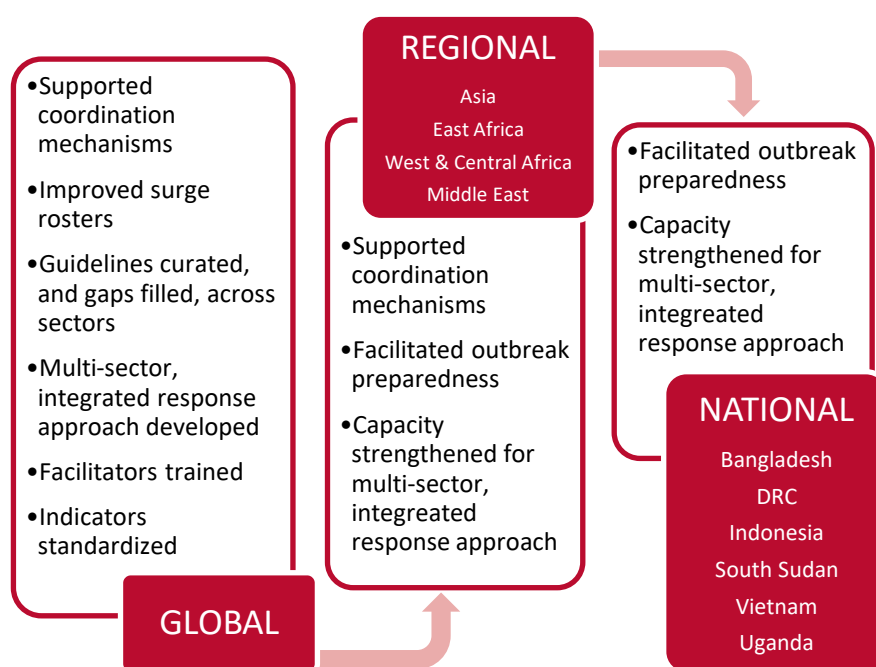 •Supported
coordination
mechanisms
•Improved surge
rosters
•Guidelines curated,
and gaps filled, across
sectors
•Multi-sector,
integrated response
approach developed
•Facilitators trained
•Indicators
standardized
GLOBAL
REGIONAL
Asia
East Africa
West & Central Africa
Middle East
•Supported
coordination
mechanisms
•Facilitated outbreak
preparedness
•Capacity
strengthened for
multi-sector,
integreated
response approach
•Facilitated outbreak
preparedness
•Capacity
strengthened for
multi-sector,
integreated
response approach
NATIONAL
Bangladesh
DRC
Indonesia
South Sudan
Vietnam
Uganda